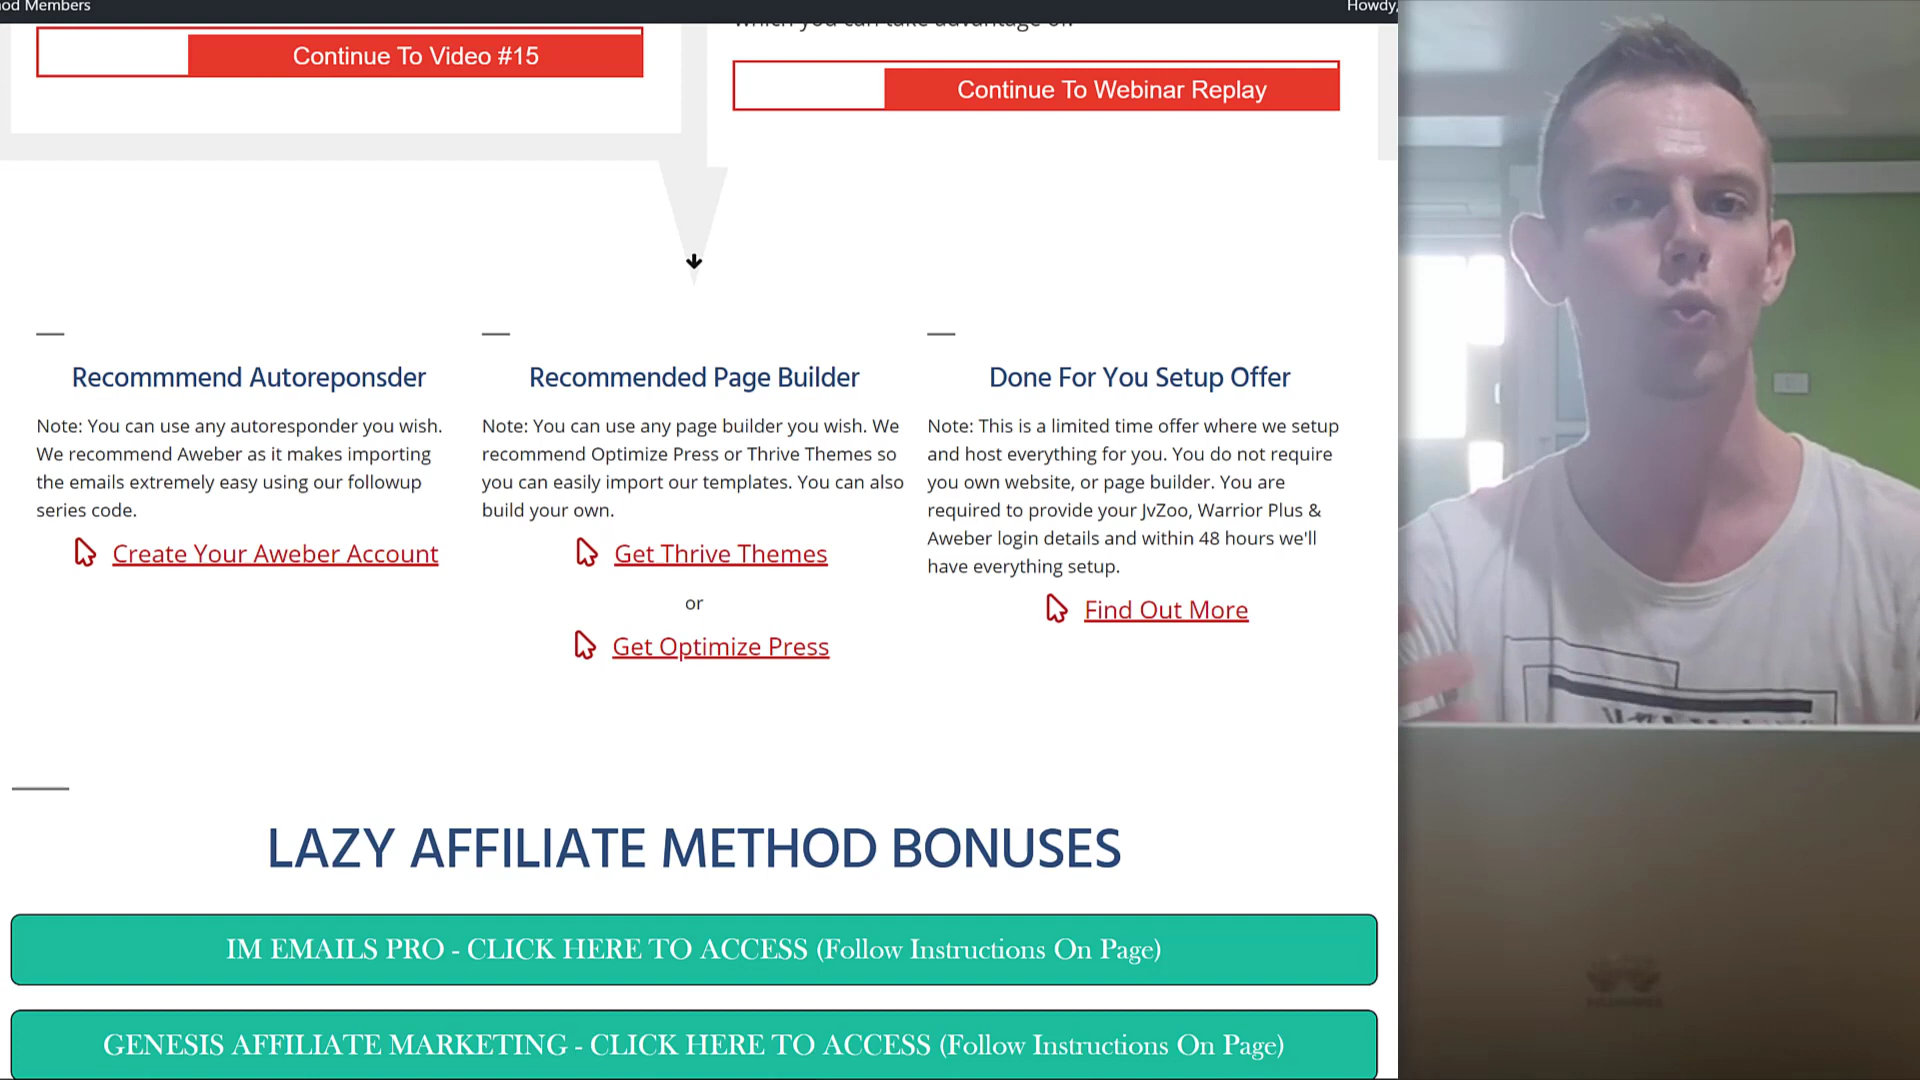 od Members
Howdy,
which you can take advantage of.
Continue To Video #15
Continue To Webinar Replay
Recommmend Autoreponsder
Note: You can use any autoresponder you wish.
We recommend Aweber as it makes importing
the emails extremely easy using our followup
series code.
Create Your Aweber Account
Recommended Page Builder
Note: You can use any page builder you wish. We
recommend Optimize Press or Thrive Themes so
you can easily import our templates. You can also
build your own.
Get Thrive Themes
or
Get Optimize Press
Done For You Setup Offer
Note: This is a limited time offer where we setup
and host everything for you. You do not require
you own website, or page builder. You are
required to provide your JvZoo, Warrior Plus &
Aweber login details and within 48 hours we'll
have everything setup.
Find Out More
LAZY AFFILIATE METHOD BONUSES
IM EMAILS PRO - CLICK HERE TO ACCESS (Follow Instructions On Page)
GENESIS AFFILIATE MARKETING - CLICK HERE TO ACCESS (Follow Instructions On Page)